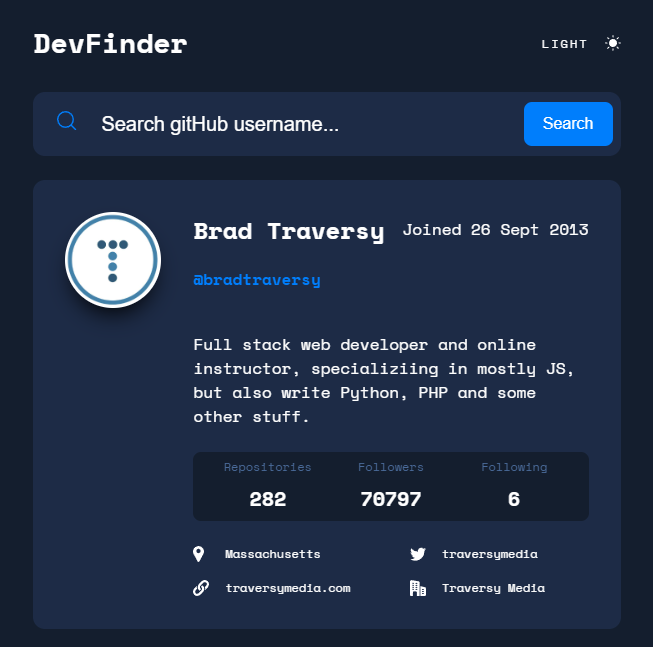 DevFinder
LIGHT
Search gitHub username...
Search
Brad Traversy
Joined 26 Sept 2013
@bradtraversy
Full stack web developer and online
instructor, specializiing in mostly JS,
but also write Python, PHP and some
other stuff.
Repositories Followers Following
282 70797 6
Massachusetts traversymedia
traversymedia.com Traversy Media